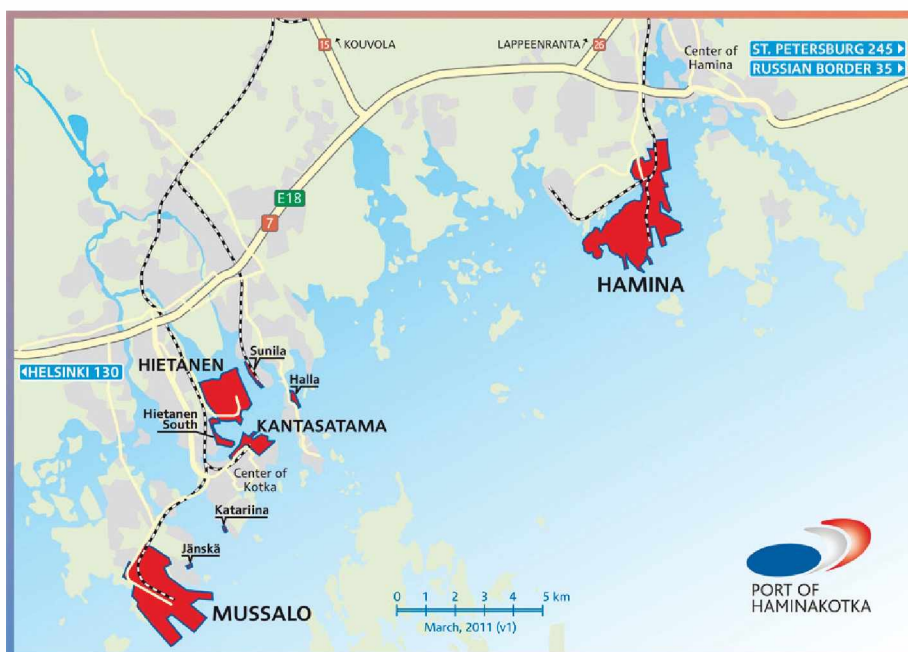 15
KOUVOLA
LAPPEENRANTA
26
Center of
Hamina
ST. PETERSBURG 245
RUSSIAN BORDER 35
E18
7
HAMINA
HELSINKI 130
HIETANEN
Sunila
Halla
Hietanen
South
KANTASATAMA
Center of
Kotka
Katariina
Jänskä
MUSSALO
0 1 2 3 4 5 km
March, 2011 (v1)
PORT OF
HAMINAKOTKA